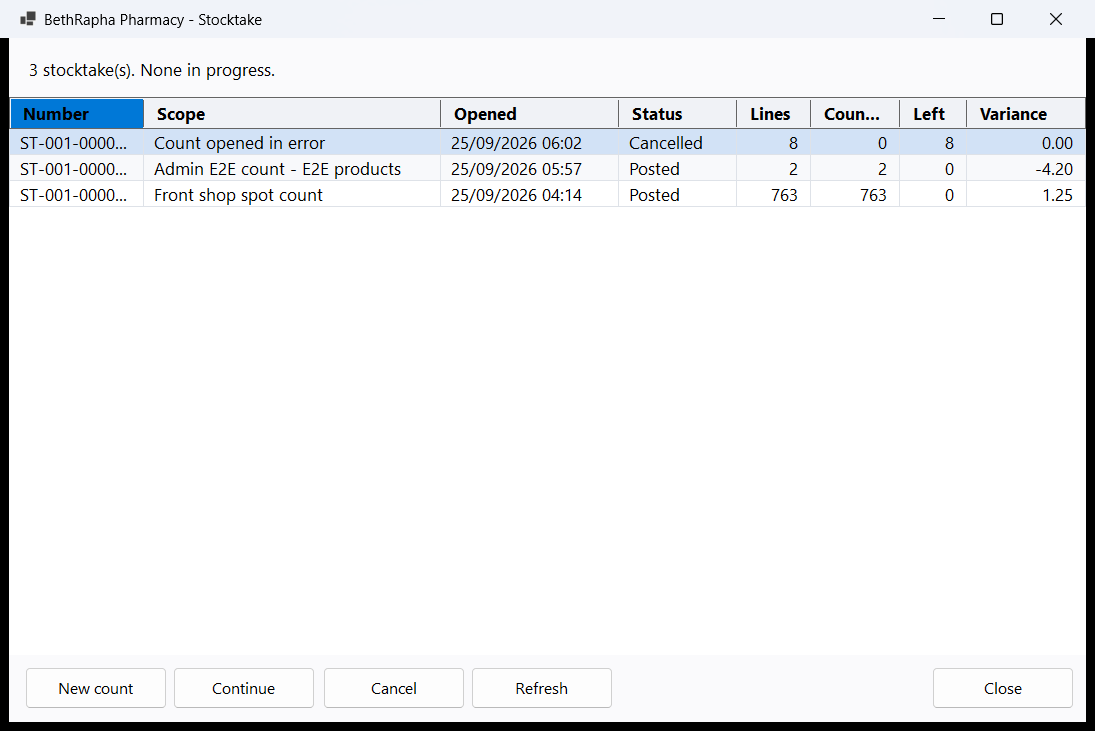 BethRapha Pharmacy - Stocktake
3 stocktake(s). None in progress.
Number Scope Opened Status Lines Coun... Left Variance
ST-001-0000... Count opened in error 25/09/2026 06:02 Cancelled 8 0 8 0.00
ST-001-0000... Admin E2E count - E2E products 25/09/2026 05:57 Posted 2 2 0 -4.20
ST-001-0000... Front shop spot count 25/09/2026 04:14 Posted 763 763 0 1.25
New count Continue Cancel Refresh Close